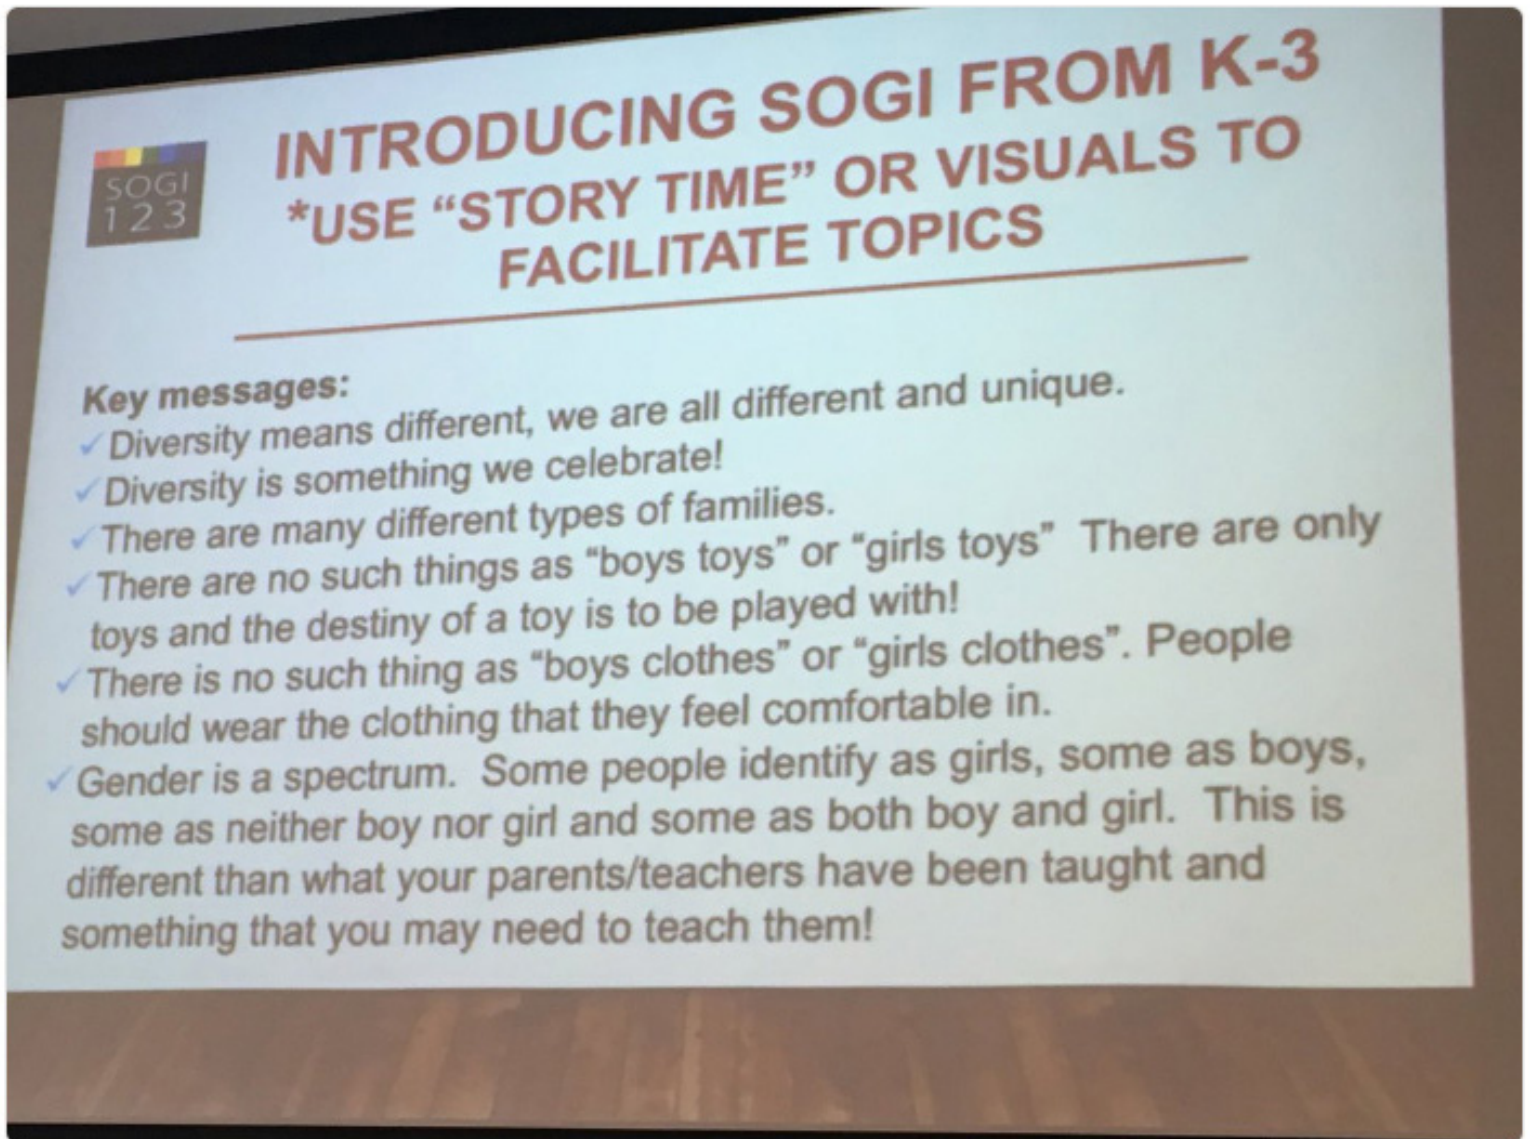 SOGI
1 2 3
INTRODUCING SOGI FROM K-3
*USE “STORY TIME” OR VISUALS TO
FACILITATE TOPICS
Key messages:
✓Diversity means different, we are all different and unique.
✓Diversity is something we celebrate!
✓There are many different types of families.
✓There are no such things as “boys toys” or “girls toys” There are only
toys and the destiny of a toy is to be played with!
✓There is no such thing as “boys clothes” or “girls clothes”. People
should wear the clothing that they feel comfortable in.
✓Gender is a spectrum. Some people identify as girls, some as boys,
some as neither boy nor girl and some as both boy and girl. This is
different than what your parents/teachers have been taught and
something that you may need to teach them!